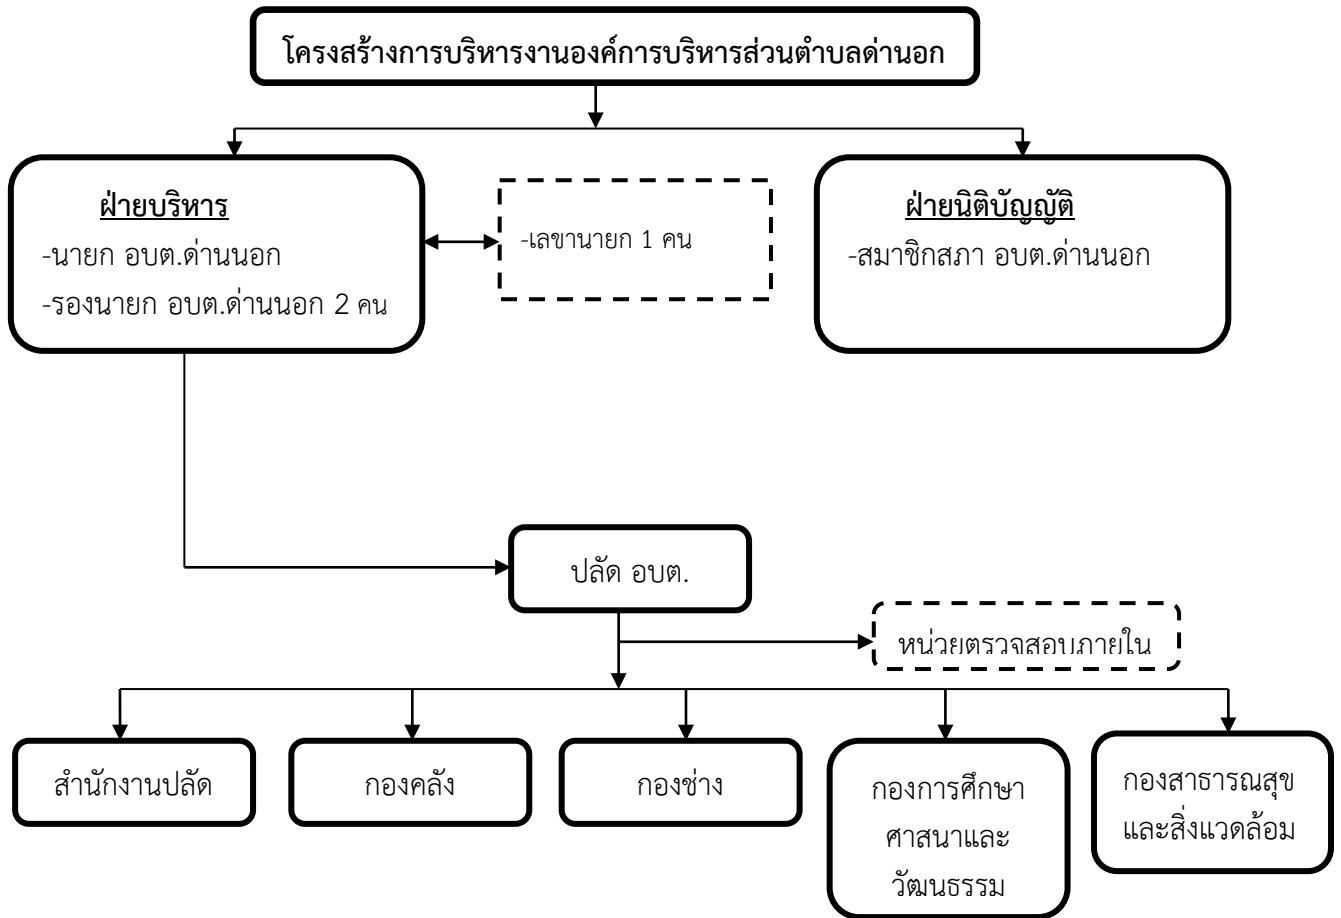 โครงสร้างการบริหารงานองค์การบริหารส่วนตำบลด่านอก
ฝ่ายบริหาร
-นายก อบต.ด่านนอก
-รองนายก อบต.ด่านนอก 2 คน
-เลขานายก 1 คน
ฝ่ายนิติบัญญัติ
-สมาชิกสภา อบต.ด่านนอก
ปลัด อบต.
หน่วยตรวจสอบภายใน
สำนักงานปลัด
กองคลัง
กองช่าง
กองการศึกษา
ศาสนาและ
วัฒนธรรม
กองสาธารณสุข
และสิ่งแวดล้อม